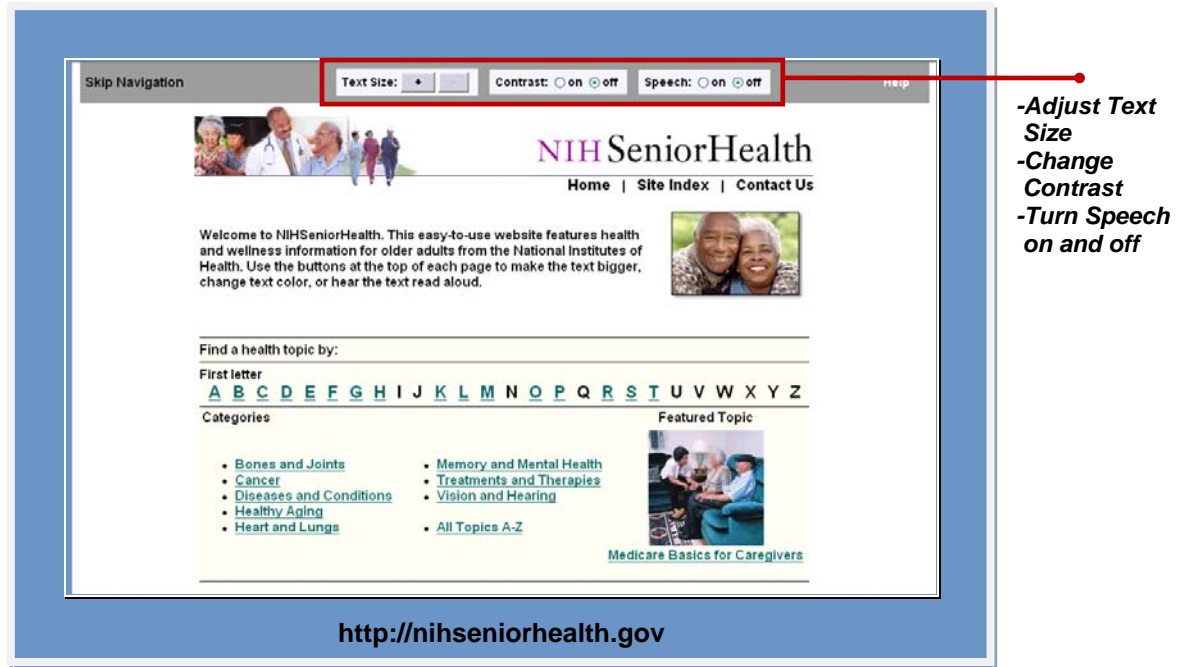 Skip Navigation
Text Size: + -
Contrast: on off
Speech: on off
Help
NIH SeniorHealth
Home | Site Index | Contact Us
Welcome to NIHSeniorHealth. This easy-to-use website features health
and wellness information for older adults from the National Institutes of
Health. Use the buttons at the top of each page to make the text bigger,
change text color, or hear the text read aloud.
Find a health topic by:
First letter
A B C D E F G H I J K L M N O P Q R S T U V W X Y Z
Categories
Bones and Joints
Cancer
Diseases and Conditions
Healthy Aging
Heart and Lungs
Memory and Mental Health
Treatments and Therapies
Vision and Hearing
All Topics A-Z
Featured Topic
Medicare Basics for Caregivers
http://nihseniorhealth.gov
-Adjust Text
Size
-Change
Contrast
-Turn Speech
on and off